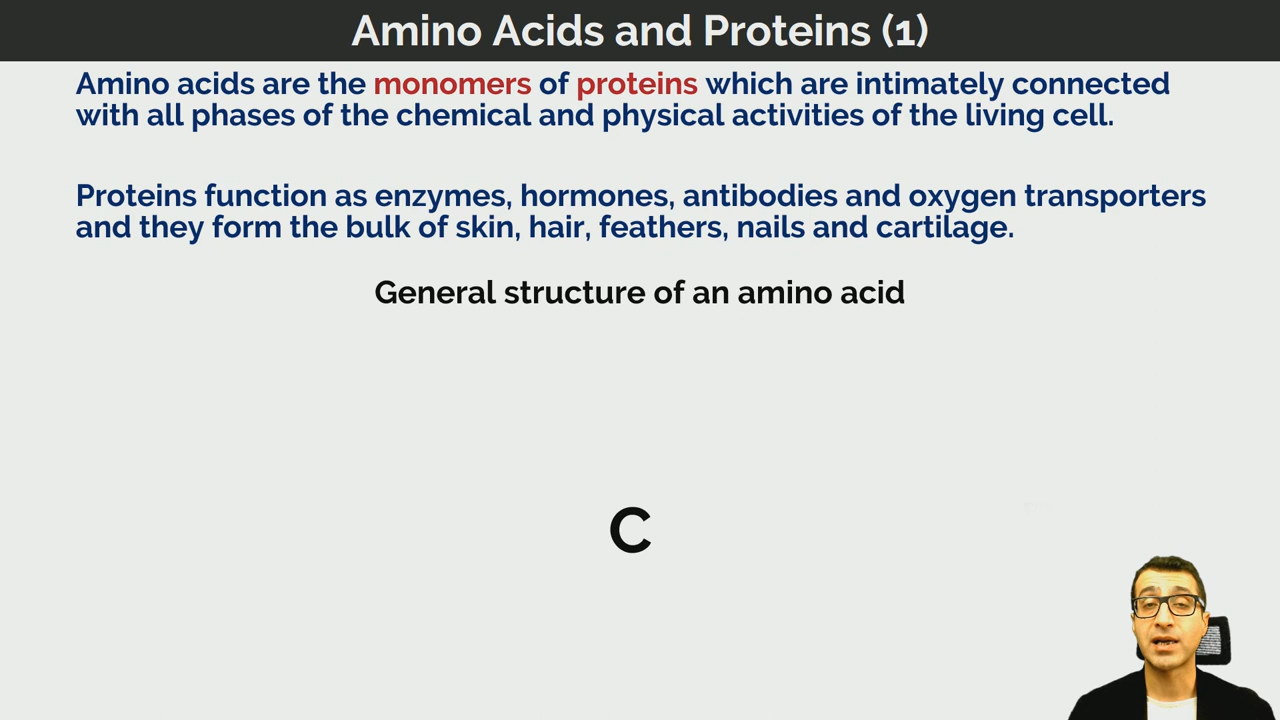 Amino Acids and Proteins (1)
Amino acids are the monomers of proteins which are intimately connected
with all phases of the chemical and physical activities of the living cell.
Proteins function as enzymes, hormones, antibodies and oxygen transporters
and they form the bulk of skin, hair, feathers, nails and cartilage.
General structure of an amino acid
C